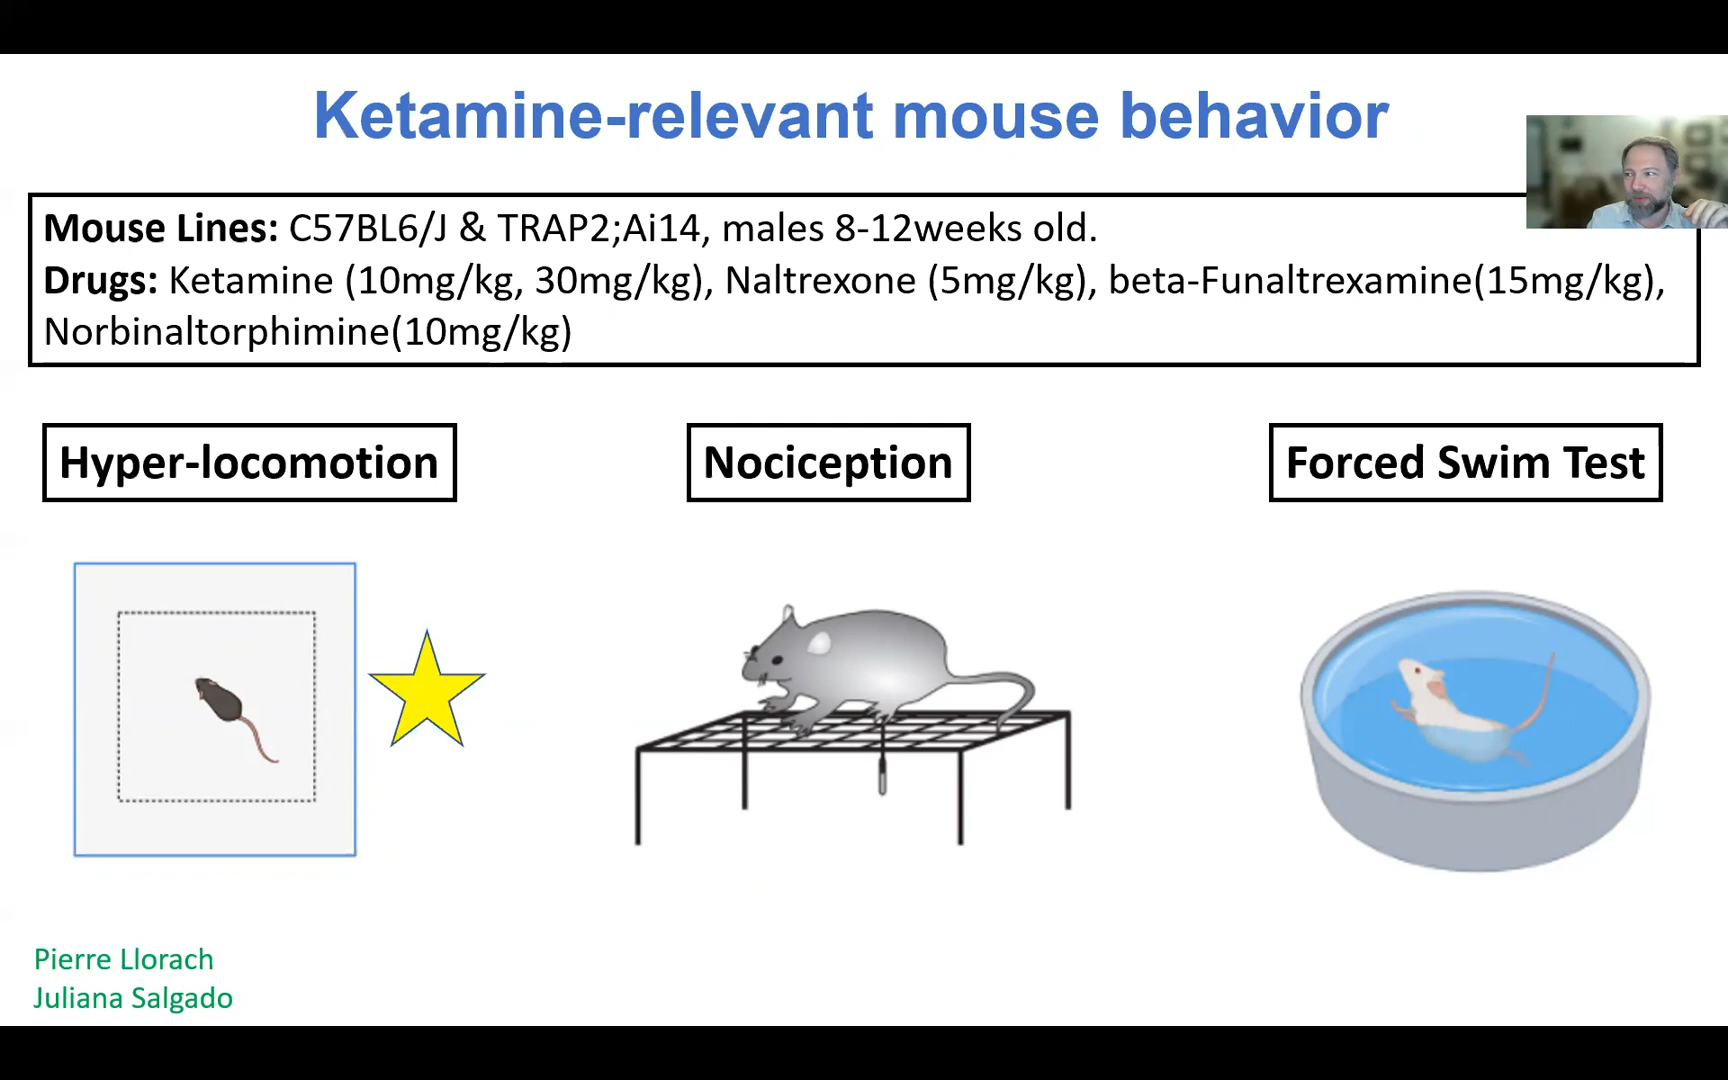 Ketamine-relevant mouse behavior
Mouse Lines: C57BL6/J & TRAP2;Ai14, males 8-12weeks old.
Drugs: Ketamine (10mg/kg, 30mg/kg), Naltrexone (5mg/kg), beta-Funaltrexamine(15mg/kg),
Norbinaltorphimine(10mg/kg)
Hyper-locomotion
Nociception
Forced Swim Test
Pierre Llorach
Juliana Salgado